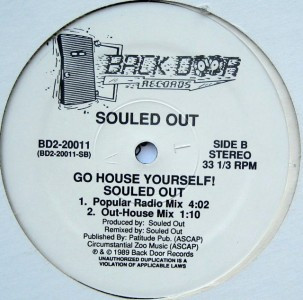 BACK DOOR
RECORDS
SOULED OUT
BD2-20011
(BD2-20011-SB)
SIDE B
STEREO
33 1/3 RPM
GO HOUSE YOURSELF!
SOULED OUT
1. Popular Radio Mix 4:02
2. Out-House Mix 1:10
Produced by: Souled Out
Remixed by: Souled Out
Published By: Patitude Pub. (ASCAP)
Circumstantial Zoo Music (ASCAP)
℗ & © 1989 Back Door Records
UNAUTHORIZED DUPLICATION IS A
VIOLATION OF APPLICABLE LAWS